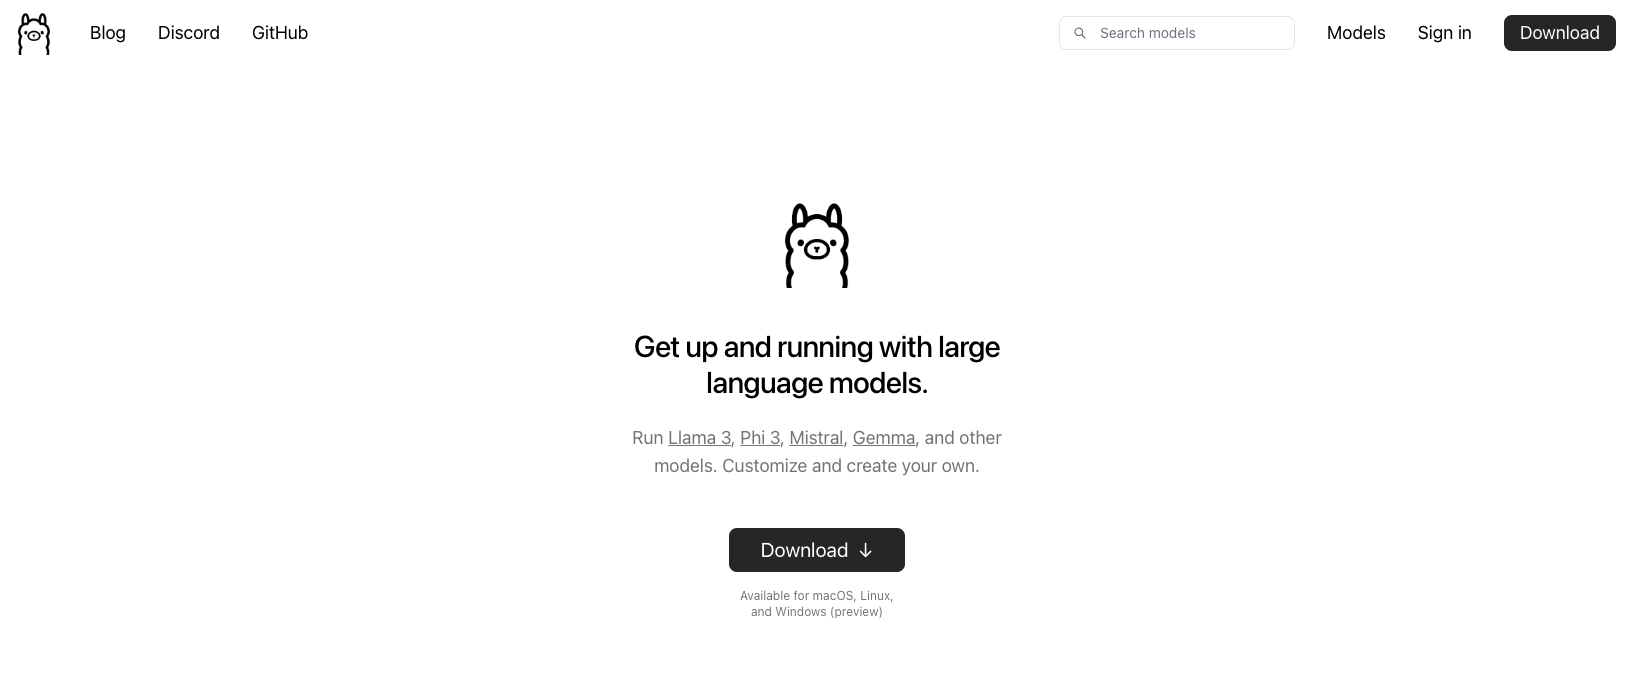 Blog Discord GitHub Search models Models Sign in Download
Get up and running with large
language models.
Run Llama 3, Phi 3, Mistral, Gemma, and other
models. Customize and create your own.
Download ↓
Available for macOS, Linux,
and Windows (preview)